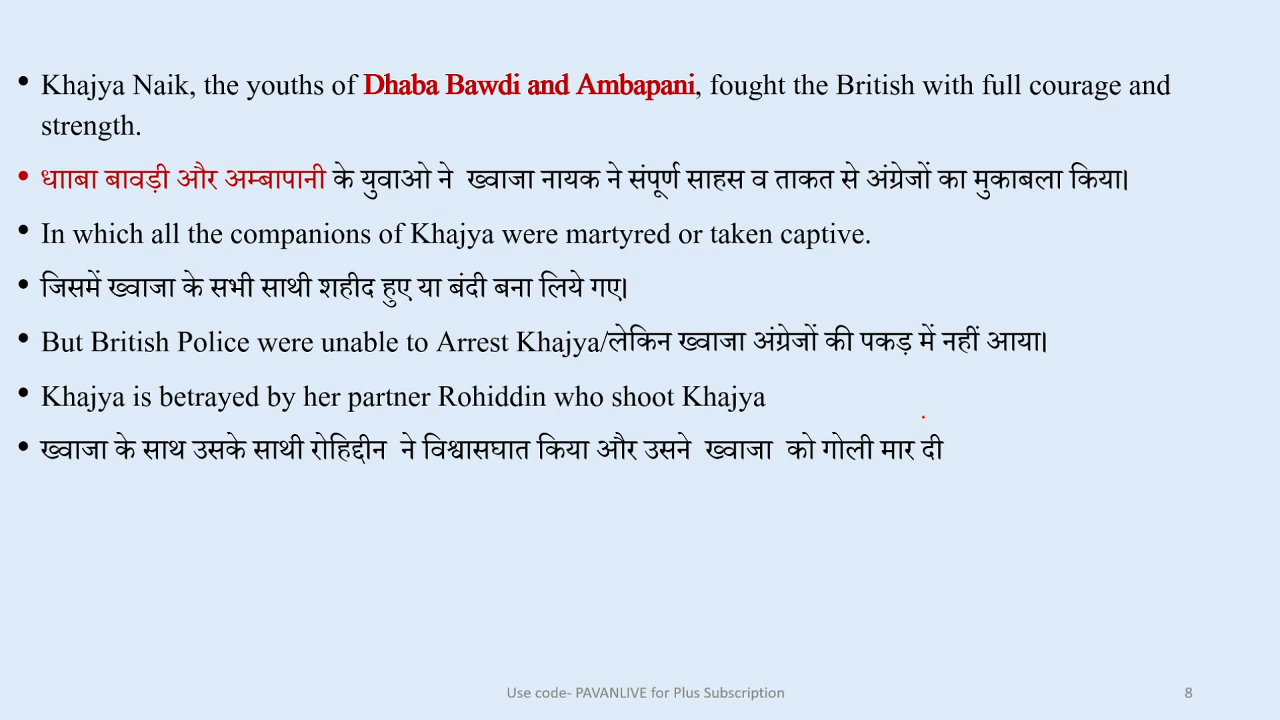 • Khajya Naik, the youths of Dhaba Bawdi and Ambapani, fought the British with full courage and
strength.
• धााबा बावड़ी और अम्बापानी के युवाओ ने ख्वाजा नायक ने संपूर्ण साहस व ताकत से अंग्रेजों का मुकाबला किया।
• In which all the companions of Khajya were martyred or taken captive.
• जिसमें ख्वाजा के सभी साथी शहीद हुए या बंदी बना लिये गए।
• But British Police were unable to Arrest Khajya/लेकिन ख्वाजा अंग्रेजों की पकड़ में नहीं आया।
• Khajya is betrayed by her partner Rohiddin who shoot Khajya
• ख्वाजा के साथ उसके साथी रोहिद्दीन ने विश्वासघात किया और उसने ख्वाजा को गोली मार दी
Use code- PAVANLIVE for Plus Subscription
8